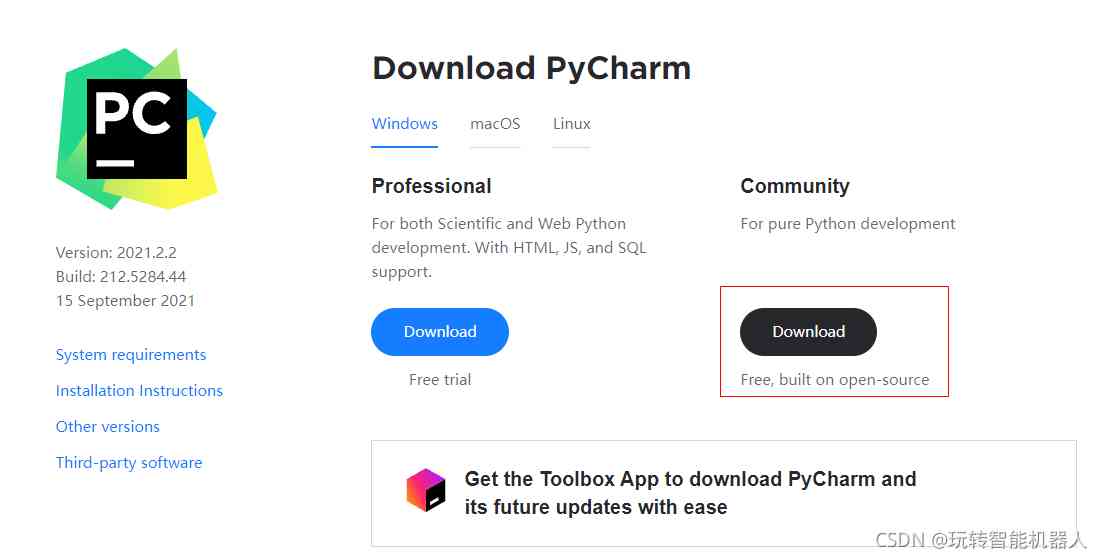 PC
Version: 2021.2.2
Build: 212.5284.44
15 September 2021
System requirements
Installation Instructions
Other versions
Third-party software
Download PyCharm
Windows macOS Linux
Professional
For both Scientific and Web Python
development. With HTML, JS, and SQL
support.
Download
Free trial
Community
For pure Python development
Download
Free, built on open-source
Get the Toolbox App to download PyCharm and
its future updates with ease
CSDN @玩转智能机器人